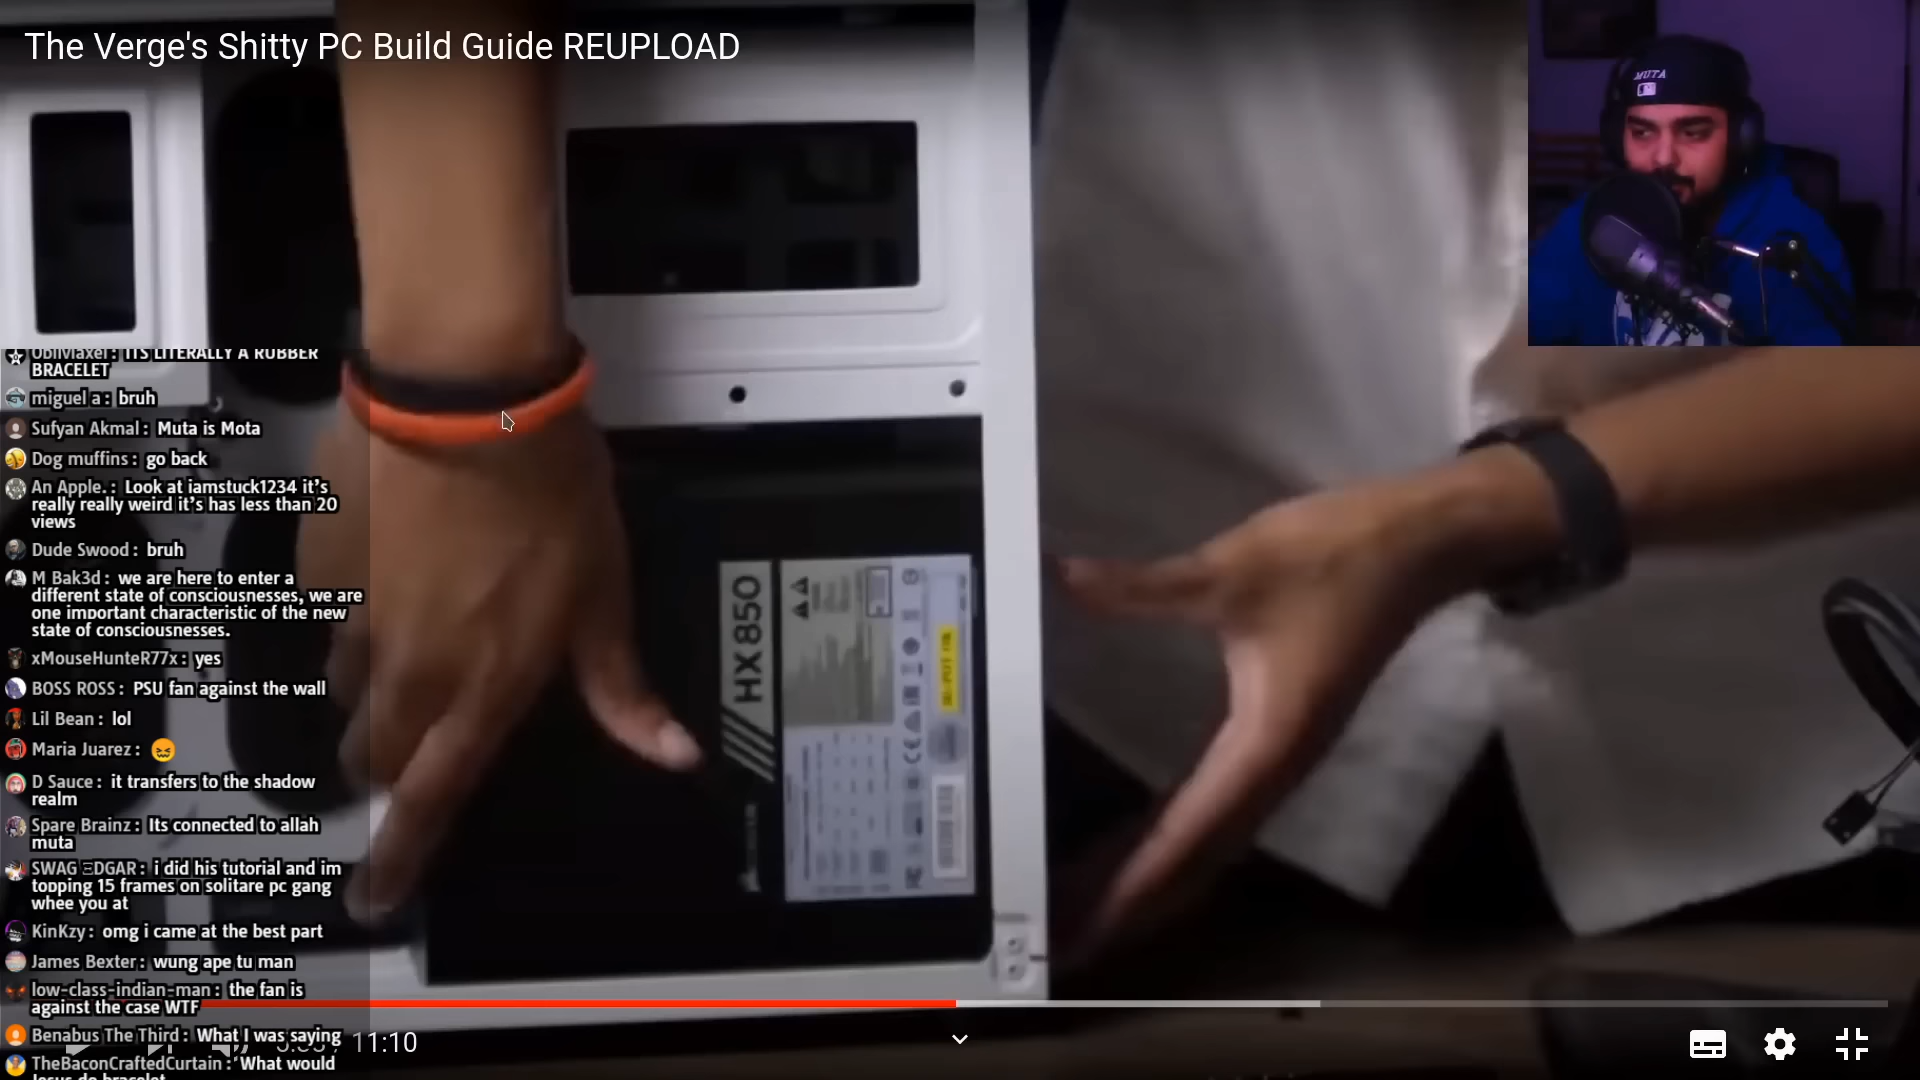 The Verge's Shitty PC Build Guide REUPLOAD
MUTA
Obliviaxel: ITS LITERALLY A RUBBER
BRACELET
miguel a: bruh
Sufyan Akmal: Muta is Mota
Dog muffins: go back
An Apple.: Look at iamstuck1234 it's
really really weird it's has less than 20
views
Dude Swood: bruh
M Bak3d: we are here to enter a
different state of consciousnesses, we are
one important characteristic of the new
state of consciousnesses.
xMouseHunteR77x: yes
BOSS ROSS: PSU fan against the wall
Lil Bean: lol
Maria Juarez: 😖
D Sauce: it transfers to the shadow
realm
Spare Brainz: Its connected to allah
muta
SWAG ΞDGAR: i did his tutorial and im
topping 15 frames on solitare pc gang
whee you at
KinKzy: omg i came at the best part
James Bexter: wung ape tu man
low-class-indian-man: the fan is
against the case WTF
Benabus The Third: What I was saying
TheBaconCraftedCurtain: What would
Jesus do bracelet
/ 11:10
HX850